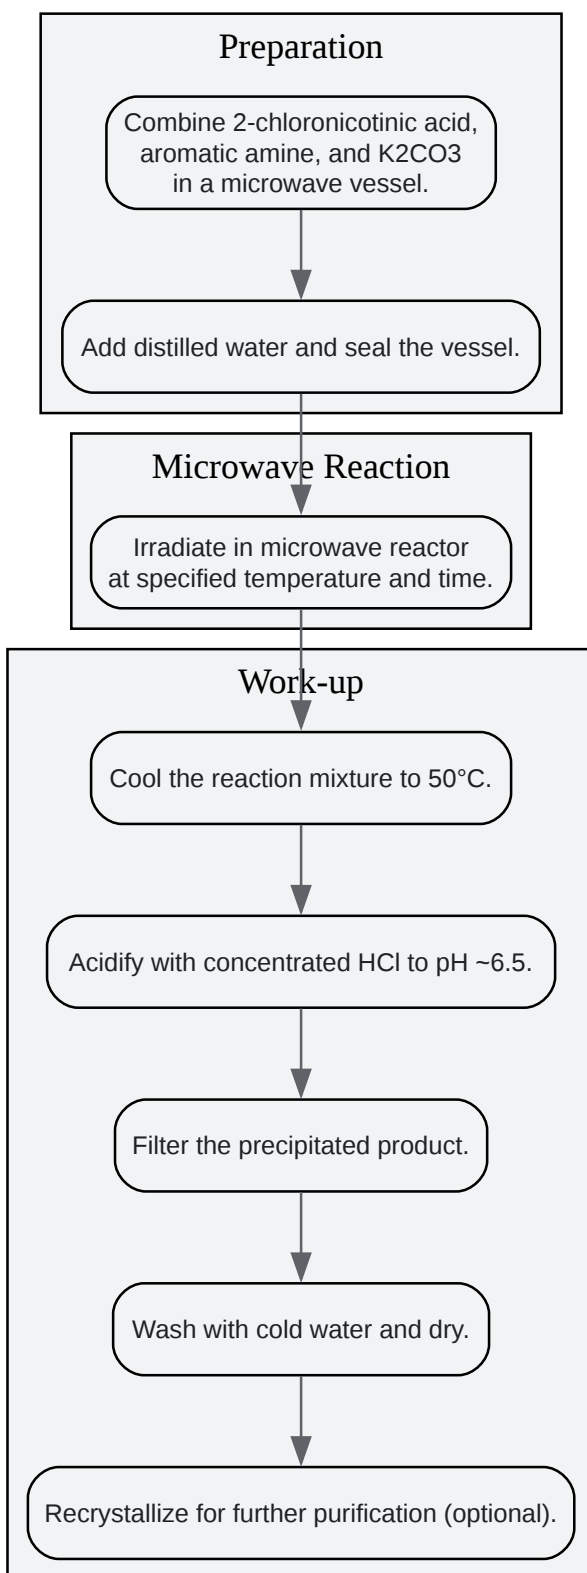 Preparation
Combine 2-chloronicotinic acid,
aromatic amine, and K2CO3
in a microwave vessel.
Add distilled water and seal the vessel.
Microwave Reaction
Irradiate in microwave reactor
at specified temperature and time.
Work-up
Cool the reaction mixture to 50°C.
Acidify with concentrated HCl to pH ~6.5.
Filter the precipitated product.
Wash with cold water and dry.
Recrystallize for further purification (optional).